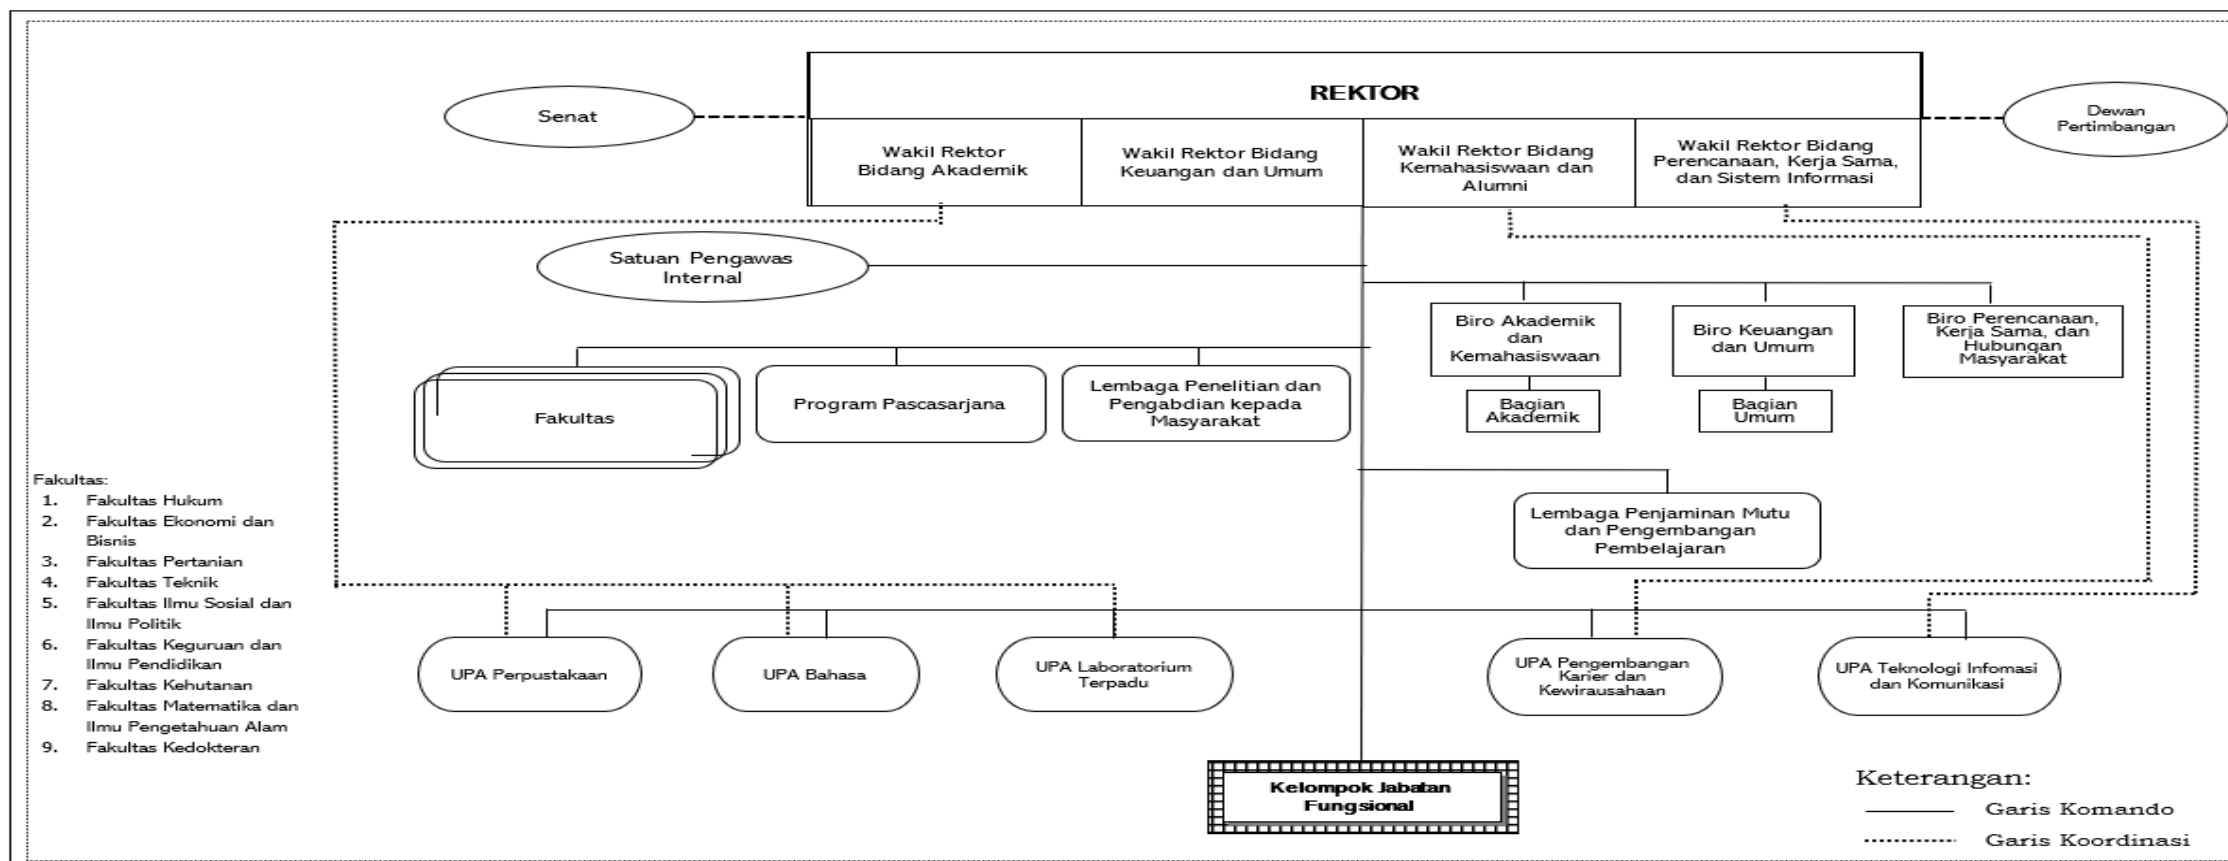 REKTOR
Senat
Dewan
Pertimbangan
Wakil Rektor
Bidang Akademik
Wakil Rektor Bidang
Keuangan dan Umum
Wakil Rektor Bidang
Kemahasiswaan dan
Alumni
Wakil Rektor Bidang
Perencanaan, Kerja Sama,
dan Sistem Informasi
Satuan Pengawas
Internal
Biro Akademik
dan
Kemahasiswaan
Biro Keuangan
dan Umum
Biro Perencanaan,
Kerja Sama, dan
Hubungan
Masyarakat
Bagian
Akademik
Bagian
Umum
Fakultas
Program Pascasarjana
Lembaga Penelitian dan
Pengabdian kepada
Masyarakat
Lembaga Penjaminan Mutu
dan Pengembangan
Pembelajaran
Fakultas:
1. Fakultas Hukum
2. Fakultas Ekonomi dan
Bisnis
3. Fakultas Pertanian
4. Fakultas Teknik
5. Fakultas Ilmu Sosial dan
Ilmu Politik
6. Fakultas Keguruan dan
Ilmu Pendidikan
7. Fakultas Kehutanan
8. Fakultas Matematika dan
Ilmu Pengetahuan Alam
9. Fakultas Kedokteran
UPA Perpustakaan
UPA Bahasa
UPA Laboratorium
Terpadu
UPA Pengembangan
Karier dan
Kewirausahaan
UPA Teknologi Infomasi
dan Komunikasi
Kelompok Jabatan
Fungsional
Keterangan:
Garis Komando
Garis Koordinasi